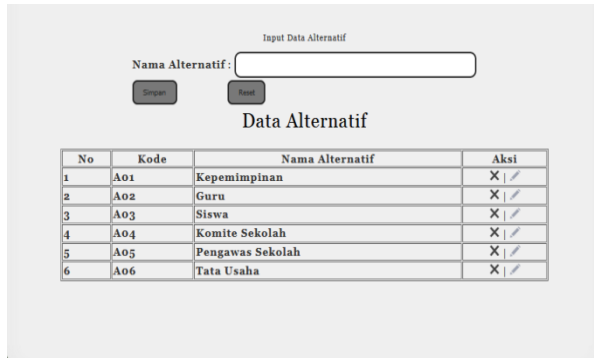 Input Data Alternatif
Nama Alternatif :
Simpan Reset
Data Alternatif
No Kode Nama Alternatif Aksi
1 A01 Kepemimpinan X |
2 A02 Guru X |
3 A03 Siswa X |
4 A04 Komite Sekolah X |
5 A05 Pengawas Sekolah X |
6 A06 Tata Usaha X |